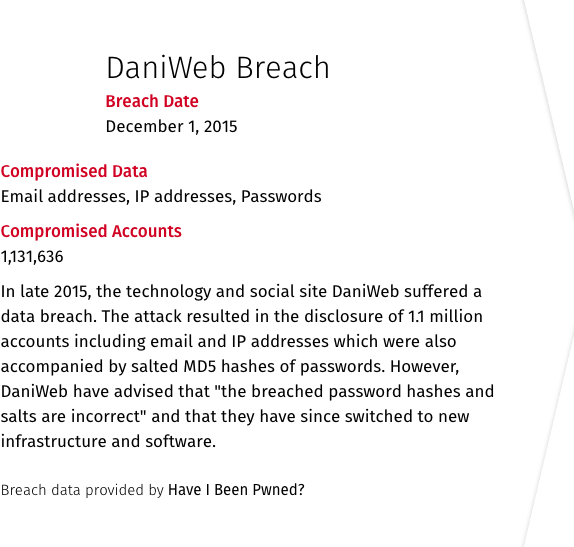 DaniWeb Breach
Breach Date
December 1, 2015
Compromised Data
Email addresses, IP addresses, Passwords
Compromised Accounts
1,131,636
In late 2015, the technology and social site DaniWeb suffered a
data breach. The attack resulted in the disclosure of 1.1 million
accounts including email and IP addresses which were also
accompanied by salted MD5 hashes of passwords. However,
DaniWeb have advised that "the breached password hashes and
salts are incorrect" and that they have since switched to new
infrastructure and software.
Breach data provided by Have I Been Pwned?